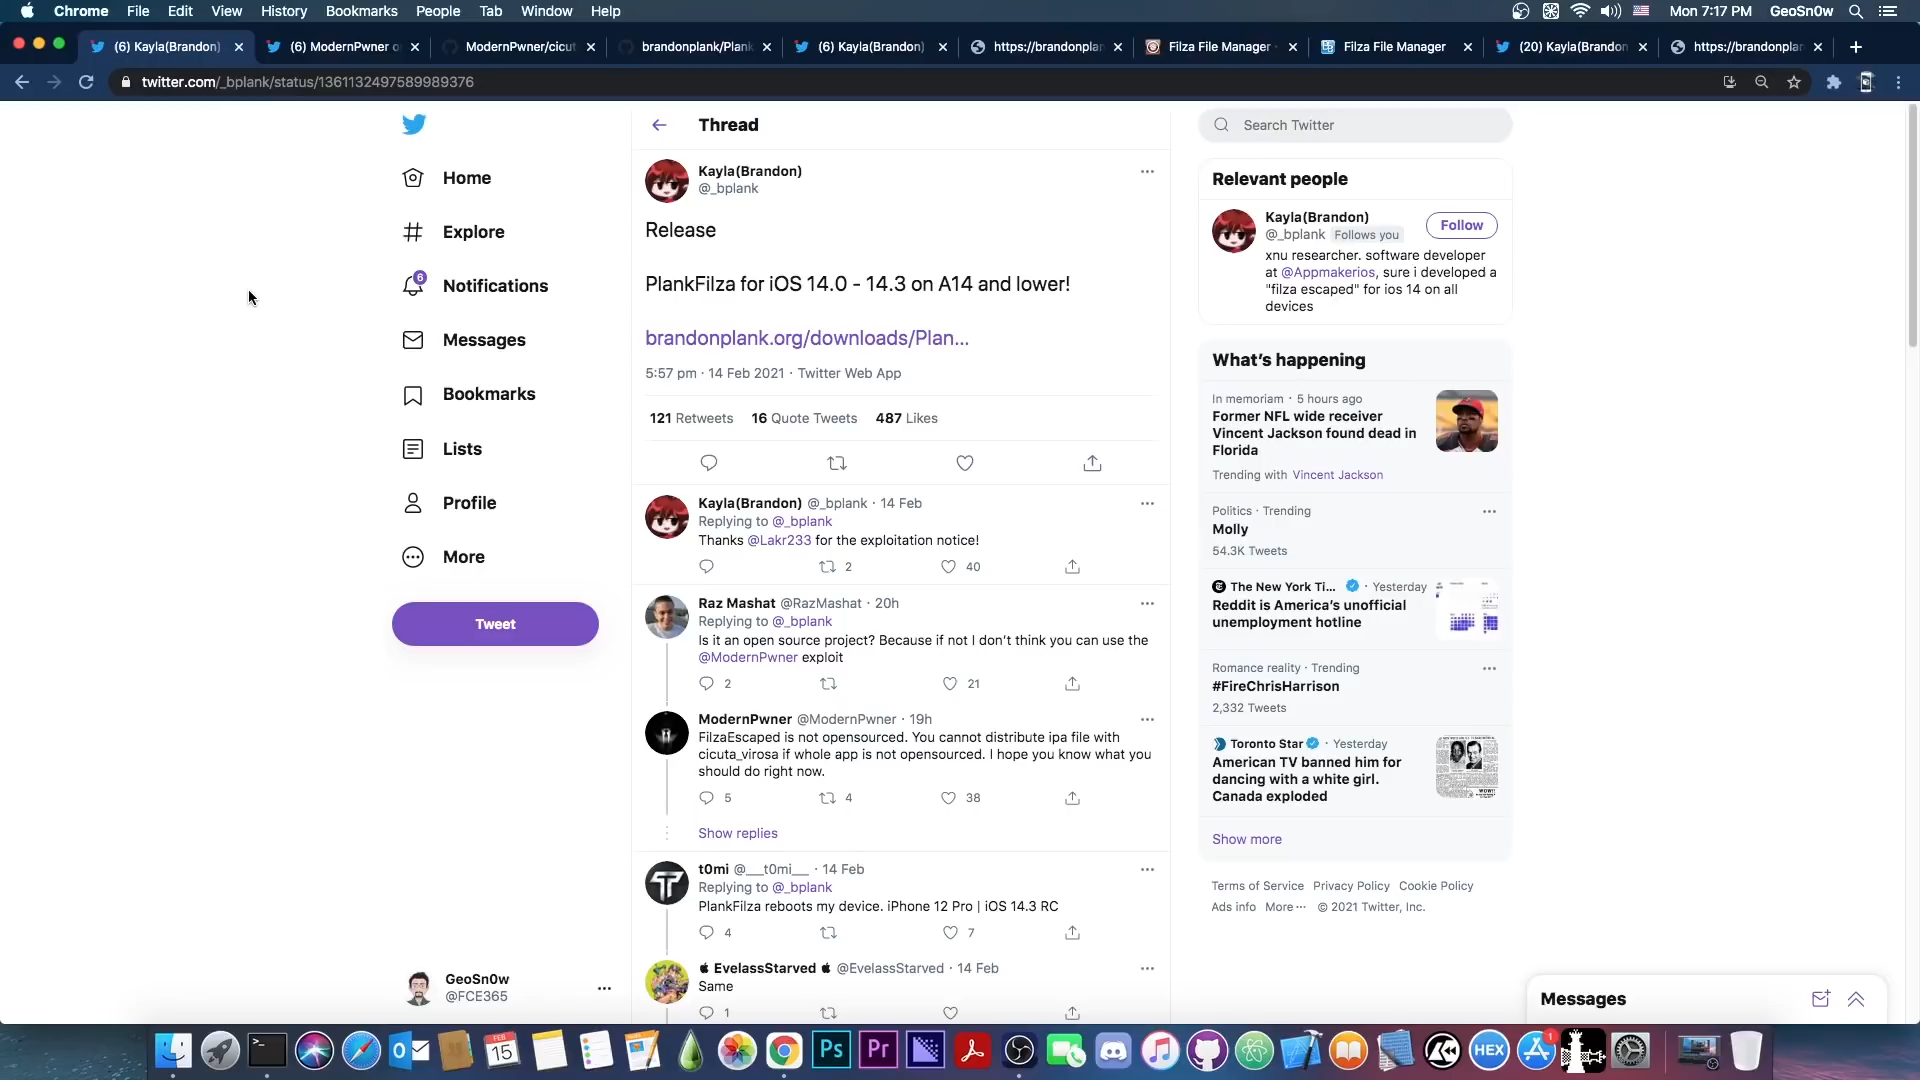 Chrome File Edit View History Bookmarks People Tab Window Help
Mon 7:17 PM GeoSn0w
(6) Kayla(Brandon)
(6) ModernPwner o
ModernPwner/cicut
brandonplank/Plank
(6) Kayla(Brandon)
https://brandonplan
Filza File Manager
Filza File Manager
(20) Kayla(Brandon
https://brandonplan
twitter.com/_bplank/status/1361132497589989376
Home
Explore
6
Notifications
Messages
Bookmarks
Lists
Profile
More
Tweet
GeoSn0w
@FCE365
Thread
Kayla(Brandon)
@_bplank
Release
PlankFilza for iOS 14.0 - 14.3 on A14 and lower!
brandonplank.org/downloads/Plan...
5:57 pm · 14 Feb 2021 · Twitter Web App
121 Retweets 16 Quote Tweets 487 Likes
Kayla(Brandon) @_bplank · 14 Feb
Replying to @_bplank
Thanks @Lakr233 for the exploitation notice!
2 40
Raz Mashat @RazMashat · 20h
Replying to @_bplank
Is it an open source project? Because if not I don't think you can use the
@ModernPwner exploit
2 21
ModernPwner @ModernPwner · 19h
FilzaEscaped is not opensourced. You cannot distribute ipa file with
cicuta_virosa if whole app is not opensourced. I hope you know what you
should do right now.
5 4 38
Show replies
t0mi @___t0mi__ · 14 Feb
Replying to @_bplank
PlankFilza reboots my device. iPhone 12 Pro | iOS 14.3 RC
4 7
EvelassStarved @EvelassStarved · 14 Feb
Same
1
Search Twitter
Relevant people
Kayla(Brandon)
@_bplank Follows you
Follow
xnu researcher. software developer
at @Appmakerios, sure i developed a
"filza escaped" for ios 14 on all
devices
What's happening
In memoriam · 5 hours ago
Former NFL wide receiver
Vincent Jackson found dead in
Florida
Trending with Vincent Jackson
Politics · Trending
Molly
54.3K Tweets
The New York Ti... · Yesterday
Reddit is America's unofficial
unemployment hotline
Romance reality · Trending
#FireChrisHarrison
2,332 Tweets
Toronto Star · Yesterday
American TV banned him for
dancing with a white girl.
Canada exploded
Show more
Terms of Service Privacy Policy Cookie Policy
Ads info More ··· © 2021 Twitter, Inc.
Messages
FEB
15
Ps
Pr
HEX
1